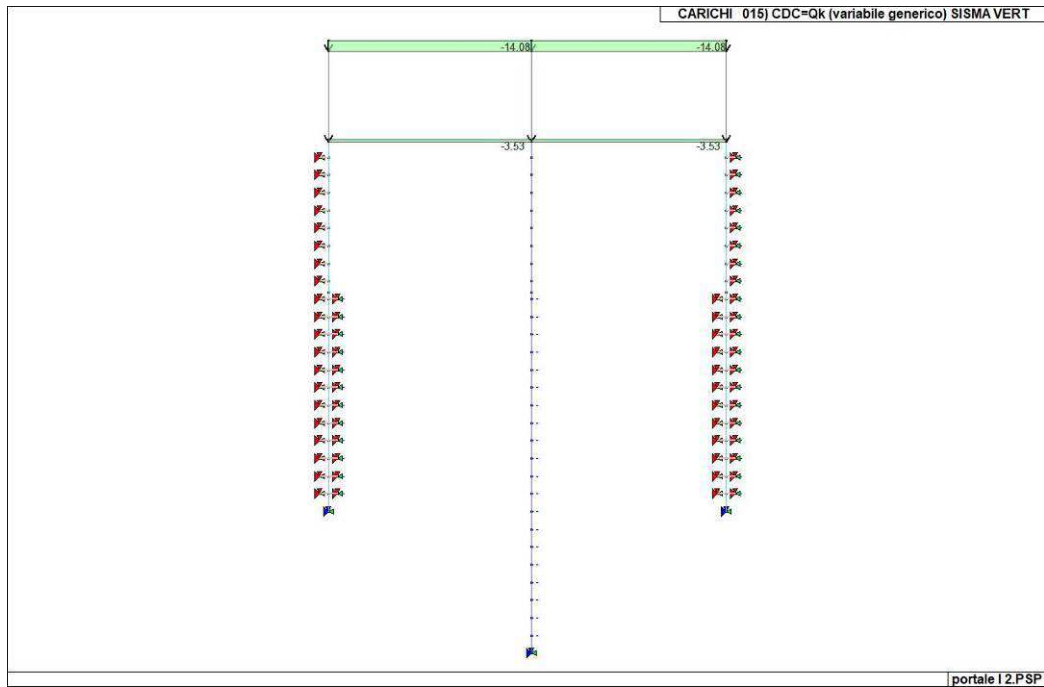 CARICHI 015) CDC=Qk (variabile generico) SISMA VERT
-14.08 -14.08
-3.53 -3.53
portale I 2.PSP